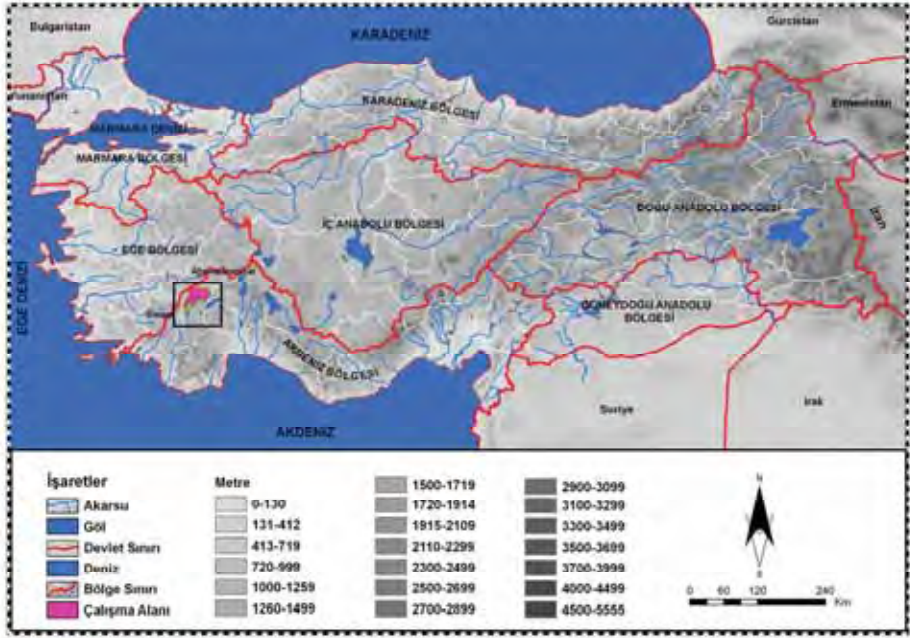 Bulgaristan
KARADENİZ
Gürcistan
Yunanistan
KARADENİZ BÖLGESİ
Ermenistan
MARMARA DENİZİ
MARMARA BÖLGESİ
İÇ ANADOLU BÖLGESİ
DOĞU ANADOLU BÖLGESİ
İran
EGE BÖLGESİ
EGE DENİZİ
GÜNEYDOĞU ANADOLU
BÖLGESİ
AKDENİZ BÖLGESİ
Suriye
Irak
AKDENİZ
İşaretler
Akarsu
Göl
Devlet Sınırı
Deniz
Bölge Sınırı
Çalışma Alanı
Metre
0-130
131-412
413-719
720-999
1000-1259
1260-1499
1500-1719
1720-1914
1915-2109
2110-2299
2300-2499
2500-2699
2700-2899
2900-3099
3100-3299
3300-3499
3500-3699
3700-3999
4000-4499
4500-5555
N
S
0 30 60 120 180 240
Km